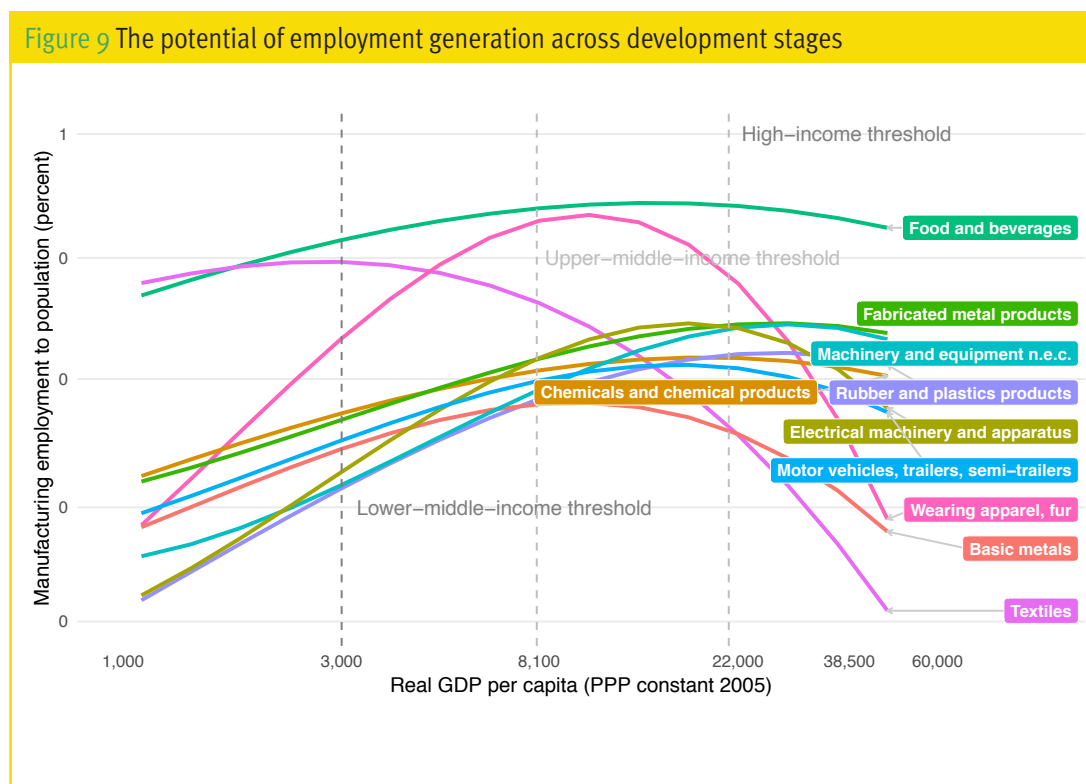 Figure 9 The potential of employment generation across development stages
Manufacturing employment to population (percent)
1
0
0
0
0
High−income threshold
Upper−middle−income threshold
Lower−middle−income threshold
Food and beverages
Fabricated metal products
Machinery and equipment n.e.c.
Chemicals and chemical products
Rubber and plastics products
Electrical machinery and apparatus
Motor vehicles, trailers, semi−trailers
Wearing apparel, fur
Basic metals
Textiles
1,000 3,000 8,100 22,000 38,500 60,000
Real GDP per capita (PPP constant 2005)